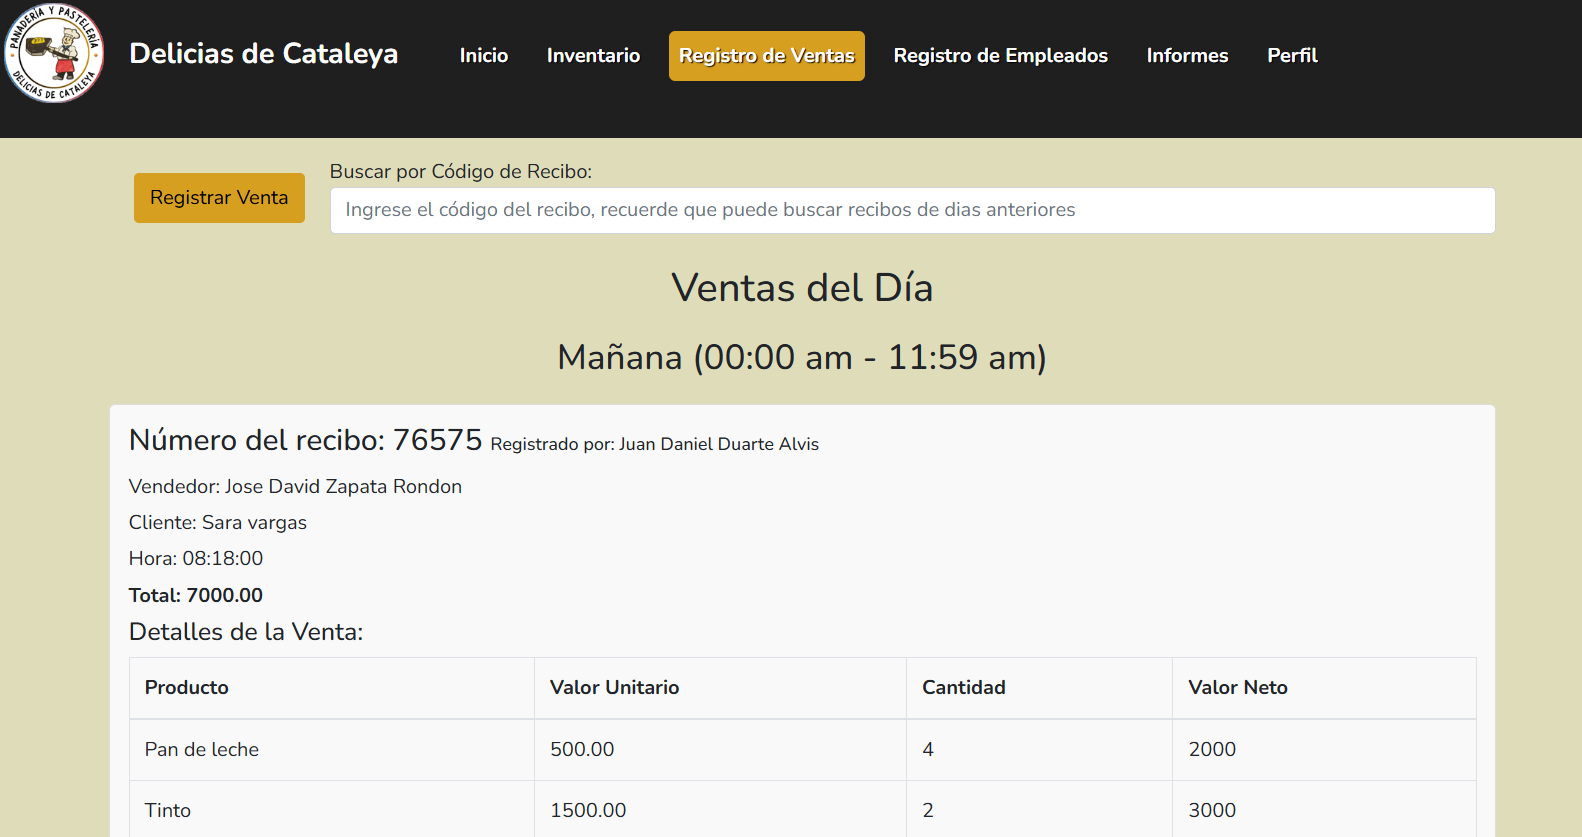 PANADERÍA Y PASTELERÍA
DELICIAS DE CATALEYA
Delicias de Cataleya
Inicio
Inventario
Registro de Ventas
Registro de Empleados
Informes
Perfil
Registrar Venta
Buscar por Código de Recibo:
Ingrese el código del recibo, recuerde que puede buscar recibos de dias anteriores
Ventas del Día
Mañana (00:00 am - 11:59 am)
Número del recibo: 76575 Registrado por: Juan Daniel Duarte Alvis
Vendedor: Jose David Zapata Rondon
Cliente: Sara vargas
Hora: 08:18:00
Total: 7000.00
Detalles de la Venta:
Producto Valor Unitario Cantidad Valor Neto
Pan de leche 500.00 4 2000
Tinto 1500.00 2 3000